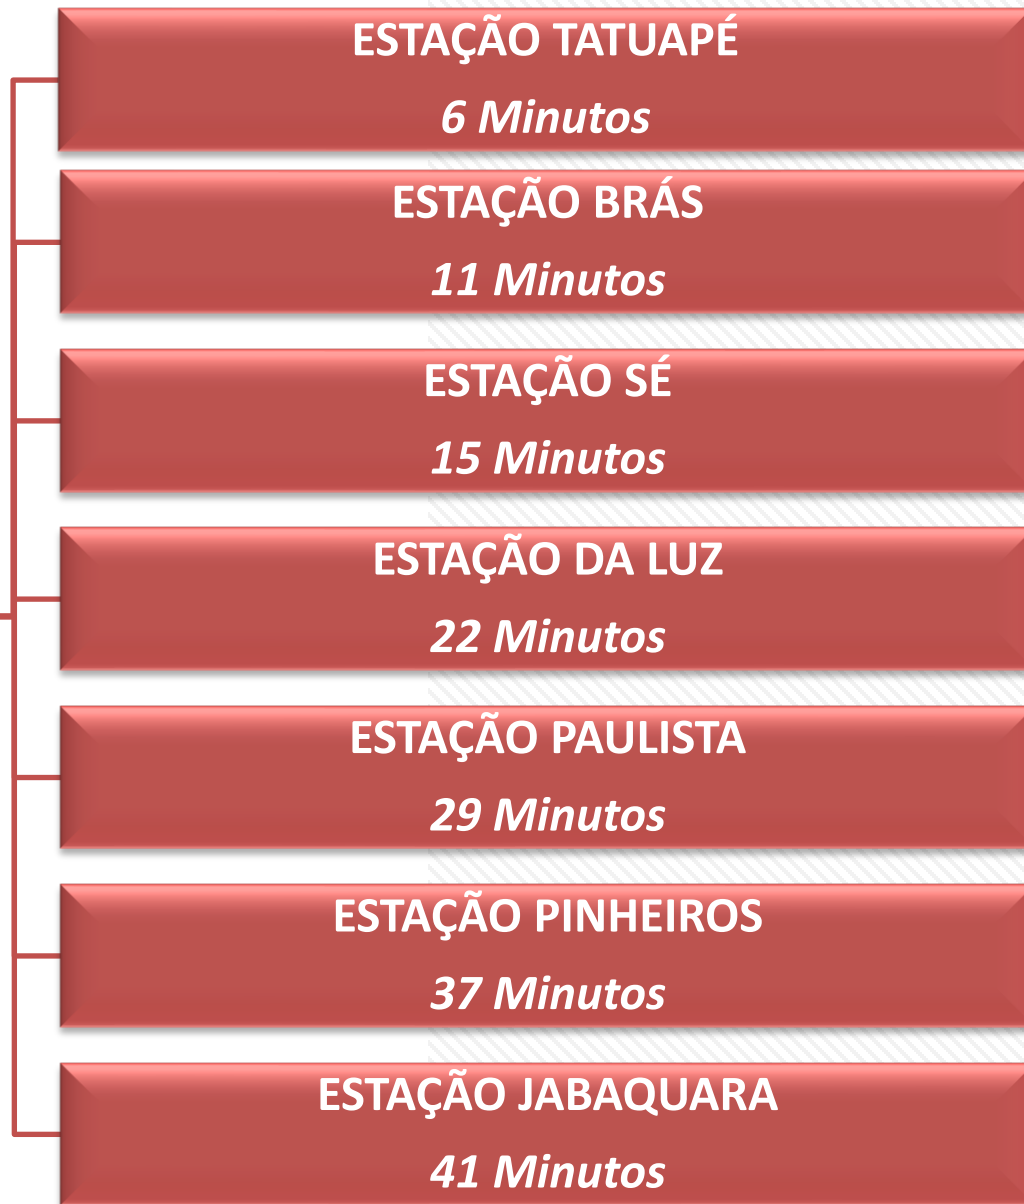 ESTAÇÃO TATUAPÉ
6 Minutos
ESTAÇÃO BRÁS
11 Minutos
ESTAÇÃO SÉ
15 Minutos
ESTAÇÃO DA LUZ
22 Minutos
ESTAÇÃO PAULISTA
29 Minutos
ESTAÇÃO PINHEIROS
37 Minutos
ESTAÇÃO JABAQUARA
41 Minutos